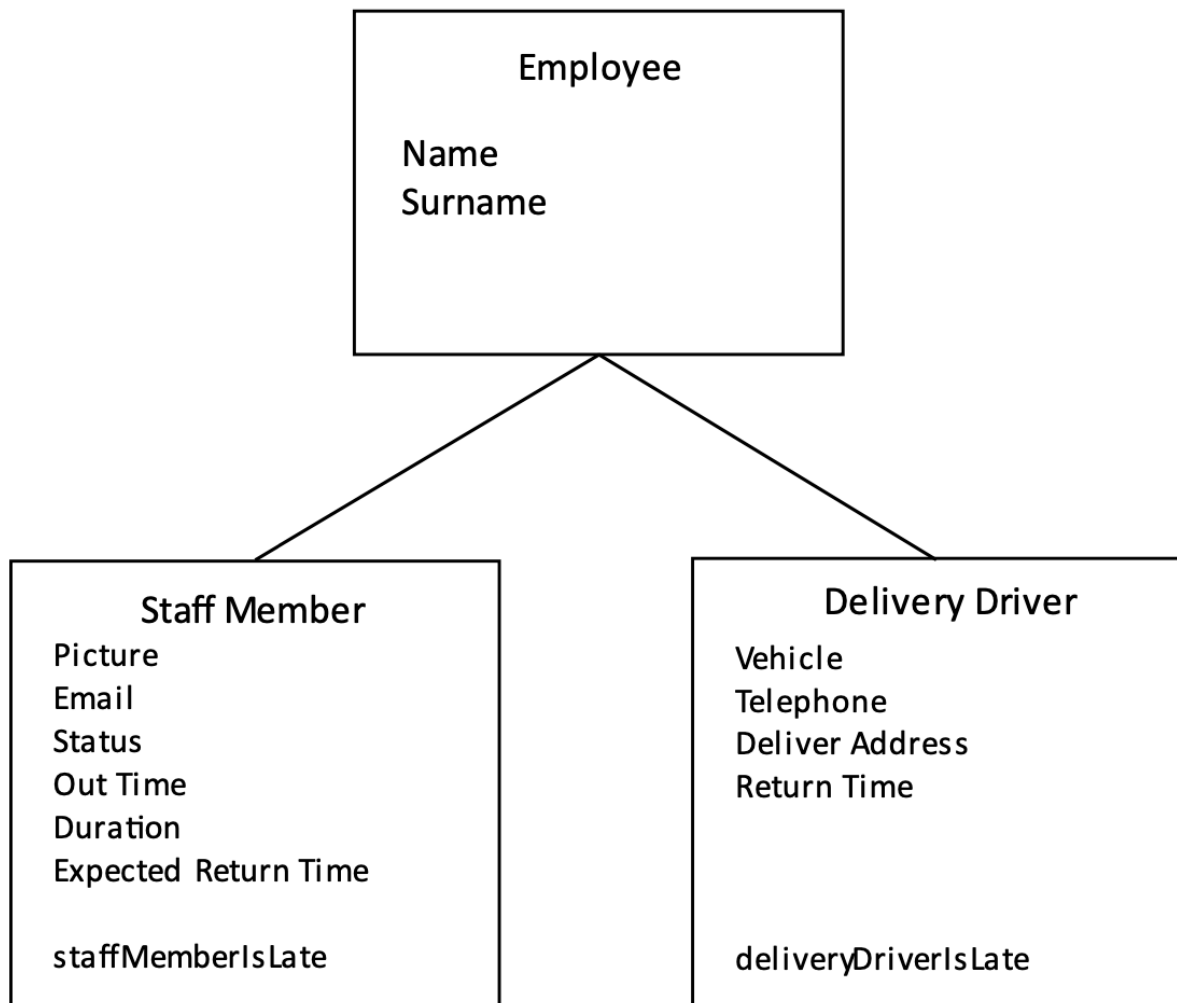 Employee
Name
Surname
Staff Member
Picture
Email
Status
Out Time
Duration
Expected Return Time
staffMemberIsLate
Delivery Driver
Vehicle
Telephone
Deliver Address
Return Time
deliveryDriverIsLate